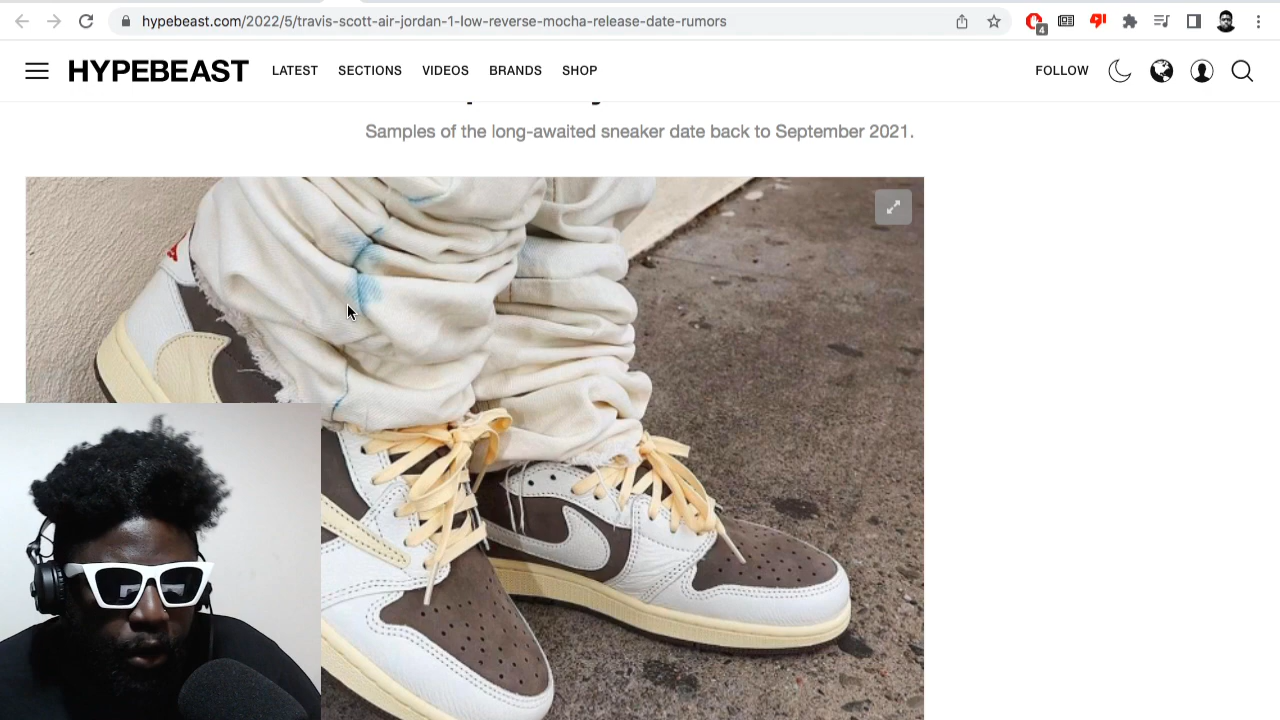 hypebeast.com/2022/5/travis-scott-air-jordan-1-low-reverse-mocha-release-date-rumors
4
HYPEBEAST LATEST SECTIONS VIDEOS BRANDS SHOP FOLLOW
Samples of the long-awaited sneaker date back to September 2021.